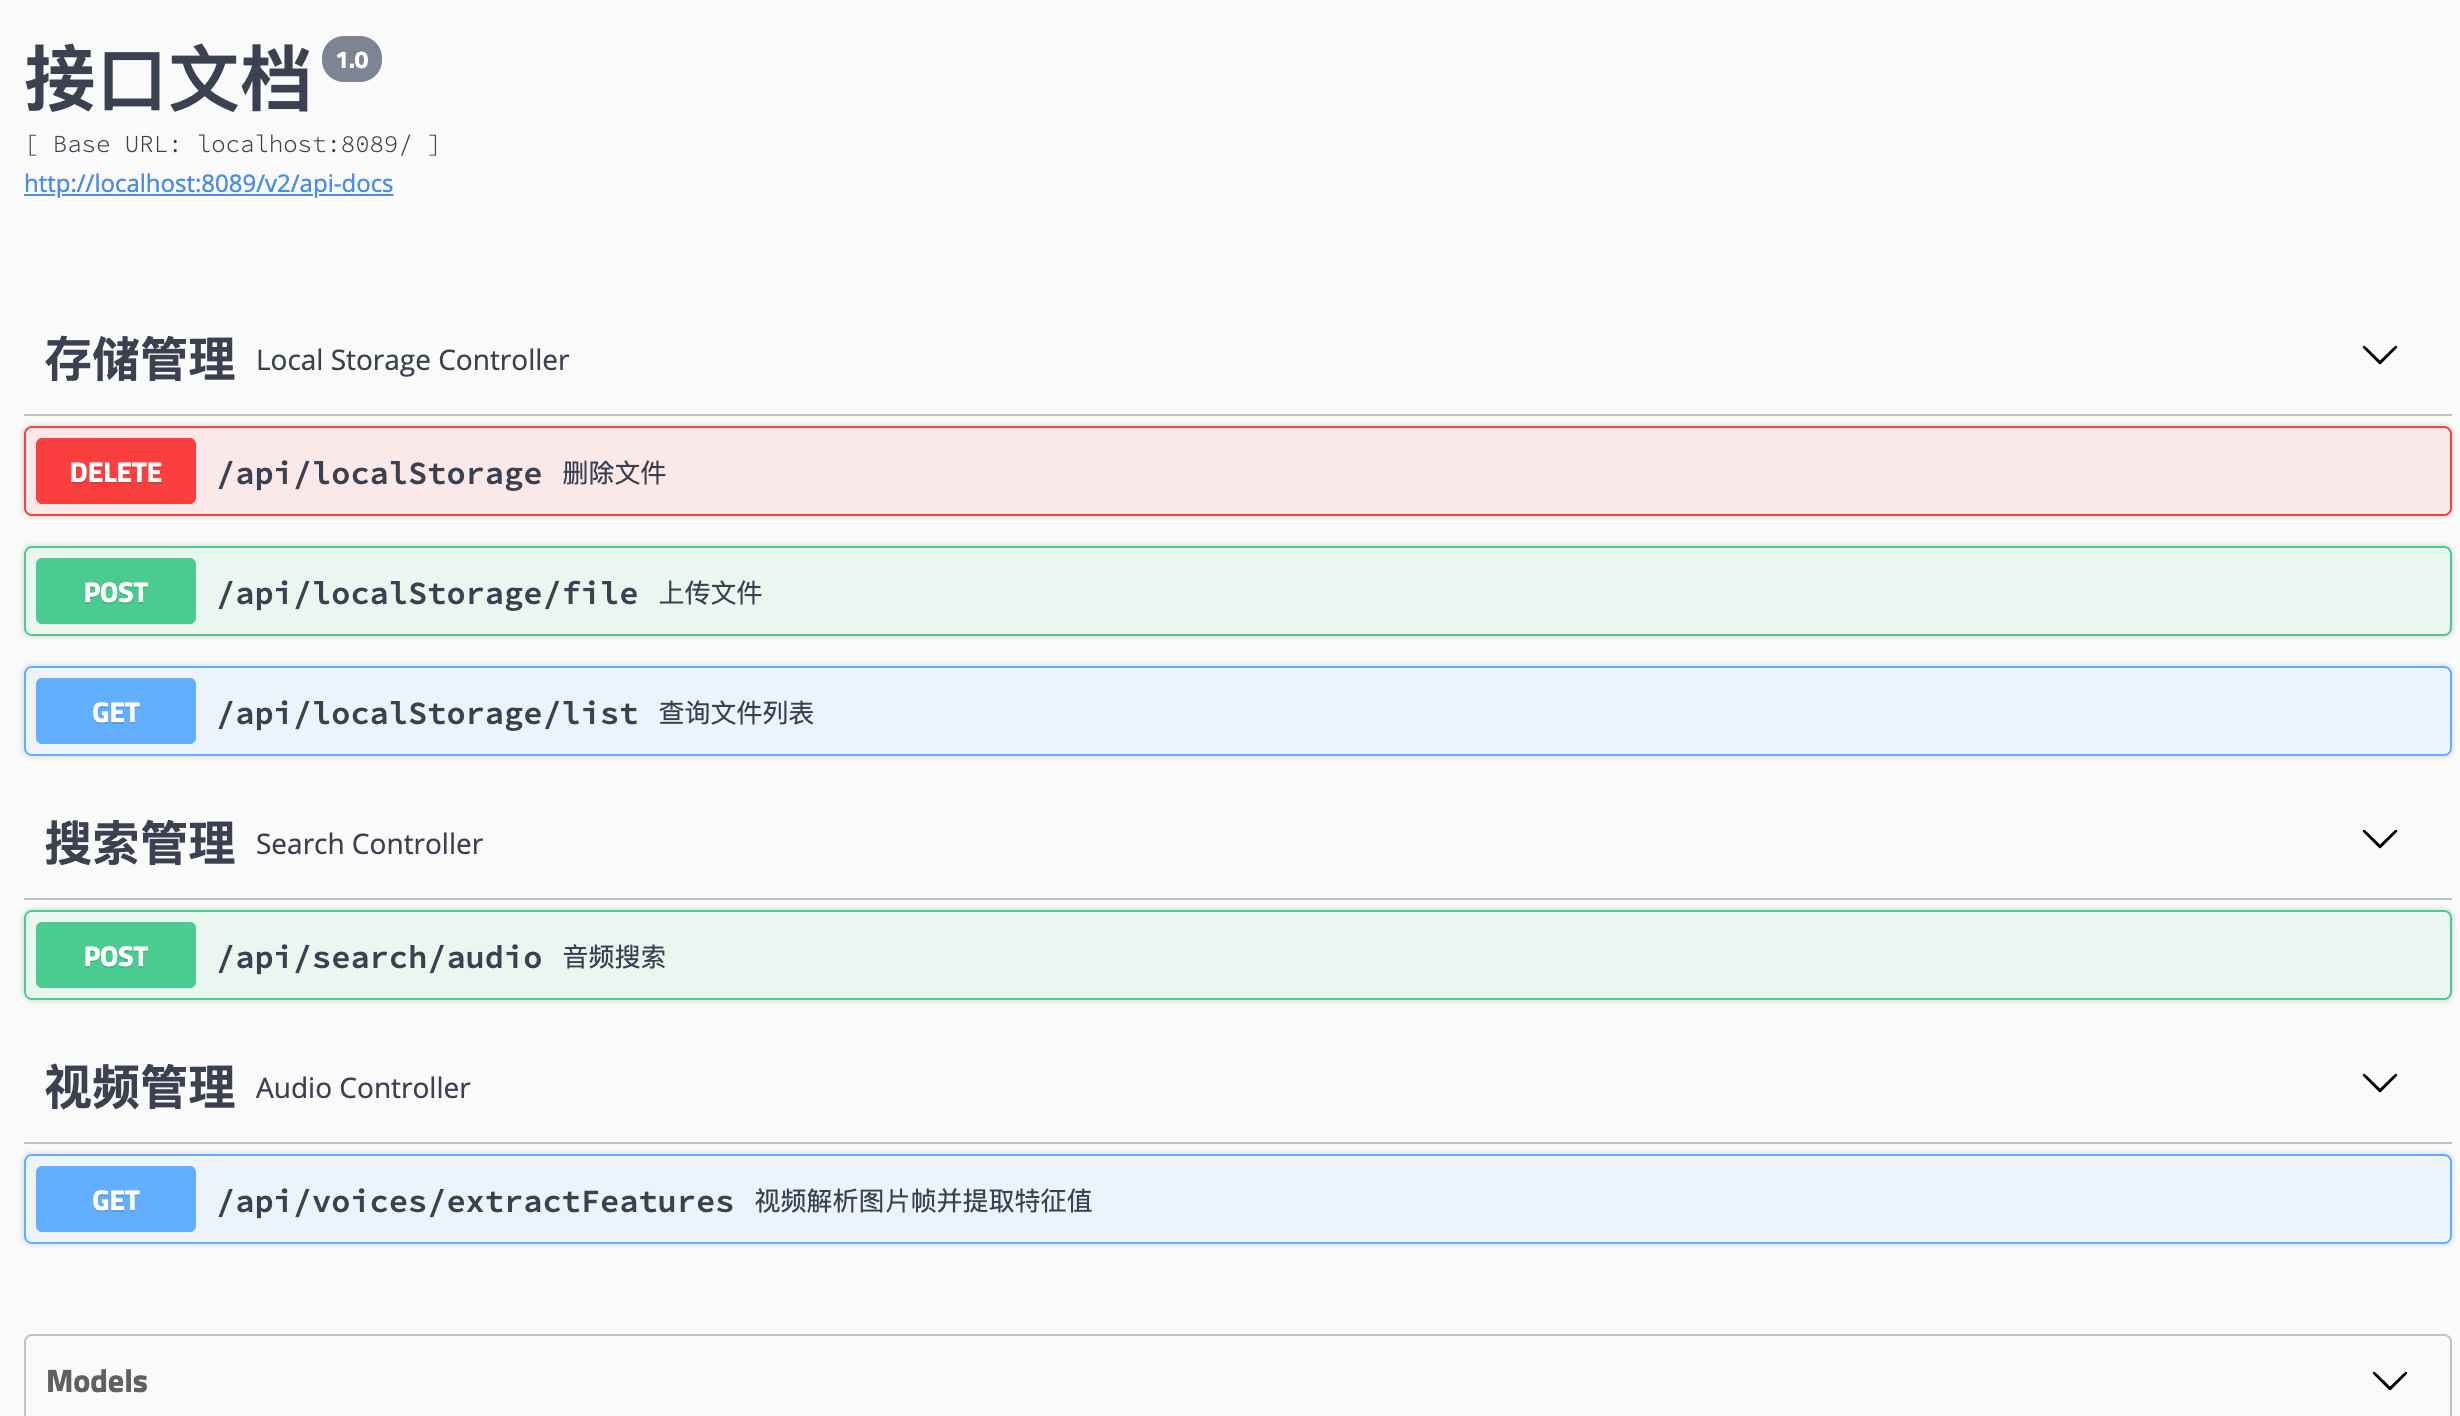 接口文档 1.0
[ Base URL: localhost:8089/ ]
http://localhost:8089/v2/api-docs
存储管理 Local Storage Controller
DELETE /api/localStorage 删除文件
POST /api/localStorage/file 上传文件
GET /api/localStorage/list 查询文件列表
搜索管理 Search Controller
POST /api/search/audio 音频搜索
视频管理 Audio Controller
GET /api/voices/extractFeatures 视频解析图片帧并提取特征值
Models